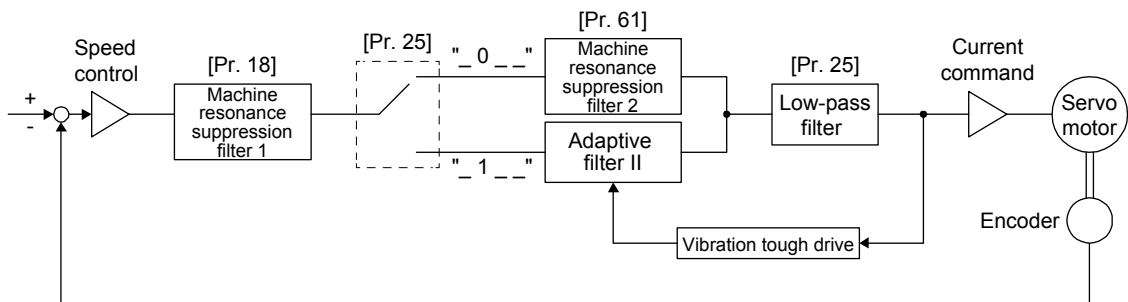 [Pr. 61]
Speed
control
[Pr. 25]
"_ 0 _ _"
Machine
resonance
suppression
filter 2
Current
command
[Pr. 18]
[Pr. 25]
+
-
Machine
resonance
suppression
filter 1
Low-pass
filter
Servo
motor
"_ 1 _ _"
Adaptive
filter II
Encoder
Vibration tough drive